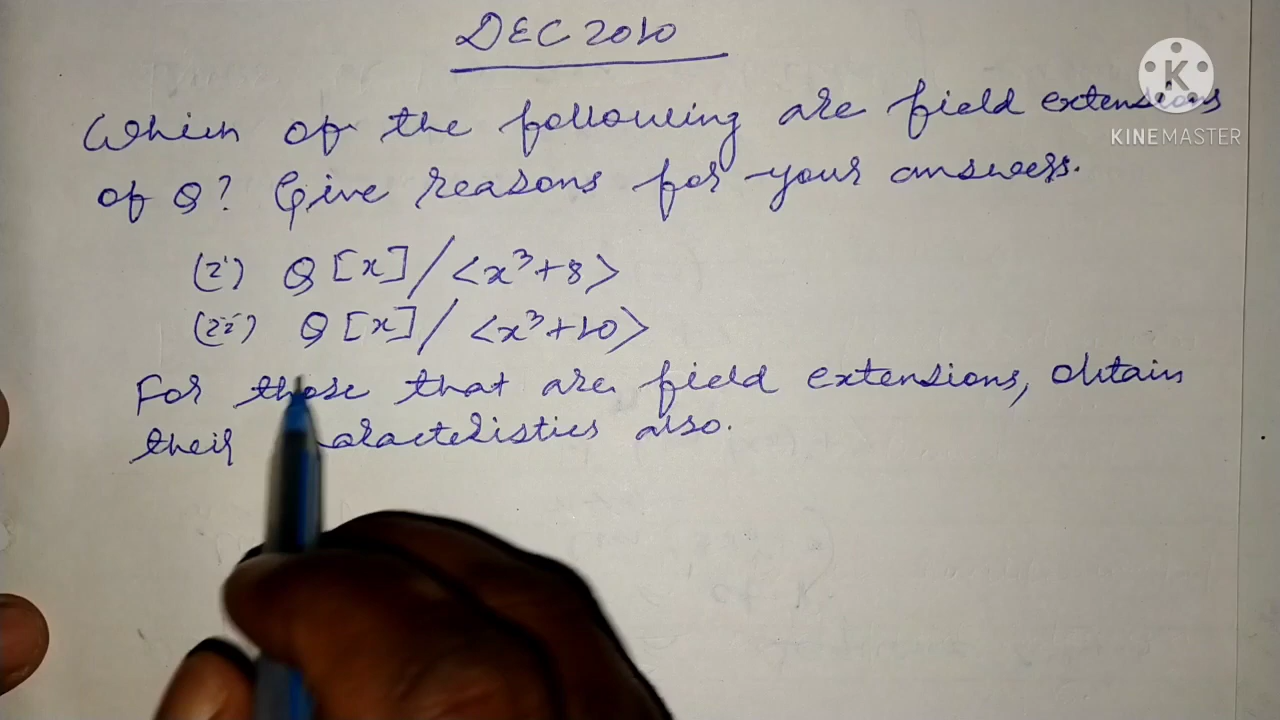 DEC 2010
Which of the following are field extensions
of Q? Give reasons for your answers.
(i) Q[x]/<x³+8>
(ii) Q[x]/<x³+10>
For those that are field extensions, obtain
their characteristics also.
K
KINEMASTER